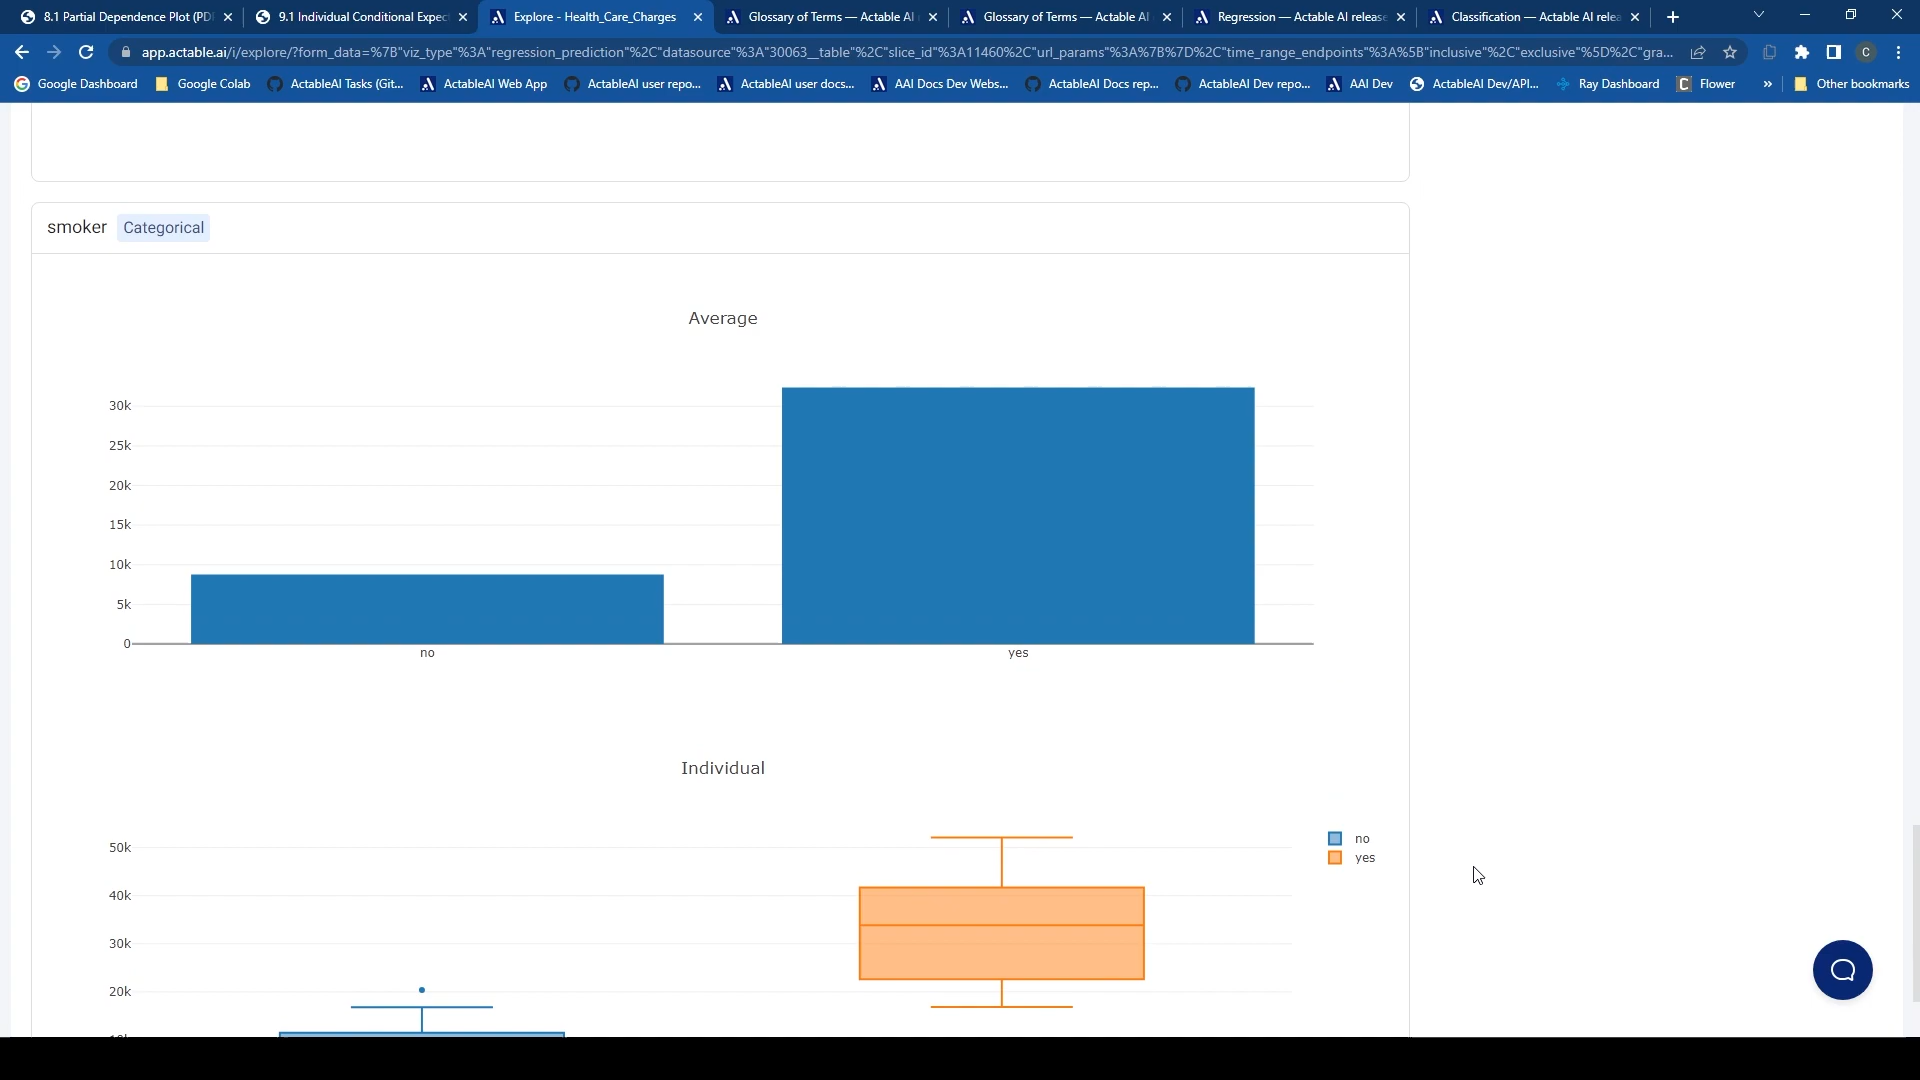 8.1 Partial Dependence Plot (PDI
9.1 Individual Conditional Expec
Explore - Health_Care_Charges
Glossary of Terms — Actable AI
Glossary of Terms — Actable AI
Regression — Actable AI release
Classification — Actable AI relea
app.actable.ai/i/explore/?form_data=%7B"viz_type"%3A"regression_prediction"%2C"datasource"%3A"30063__table"%2C"slice_id"%3A11460%2C"url_params"%3A%7B%7D%2C"time_range_endpoints"%3A%5B"inclusive"%2C"exclusive"%5D%2C"gra...
C
Google Dashboard
Google Colab
ActableAI Tasks (Git...
ActableAI Web App
ActableAI user repo...
ActableAI user docs...
AAI Docs Dev Webs...
ActableAI Docs rep...
ActableAI Dev repo...
AAI Dev
ActableAI Dev/API...
Ray Dashboard
Flower
»
Other bookmarks
smoker Categorical
Average
30k
25k
20k
15k
10k
5k
0
no yes
Individual
50k
40k
30k
20k
no
yes